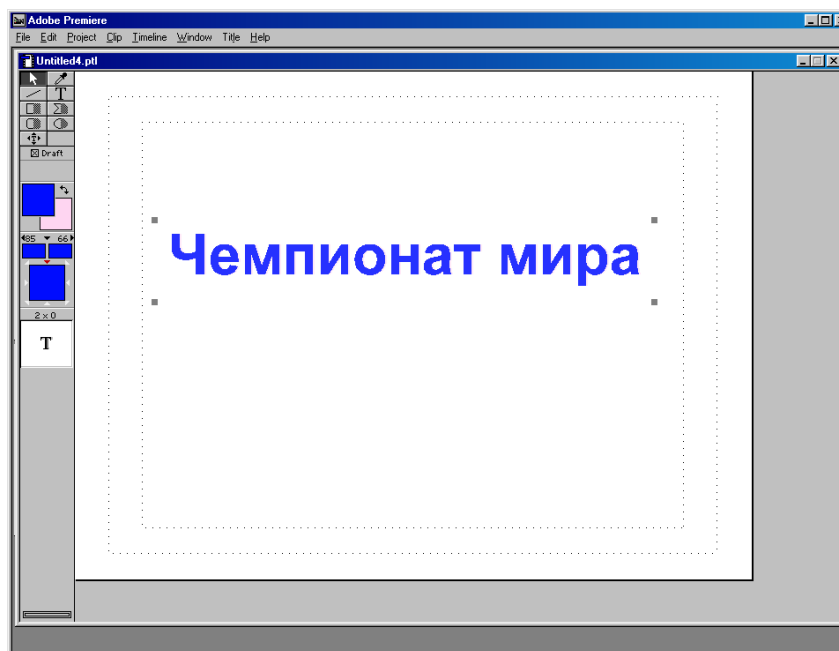 Adobe Premiere
File Edit Project Clip Timeline Window Title Help
Untitled4.ptl
T
Draft
85 66
Чемпионат мира
2 x 0
T